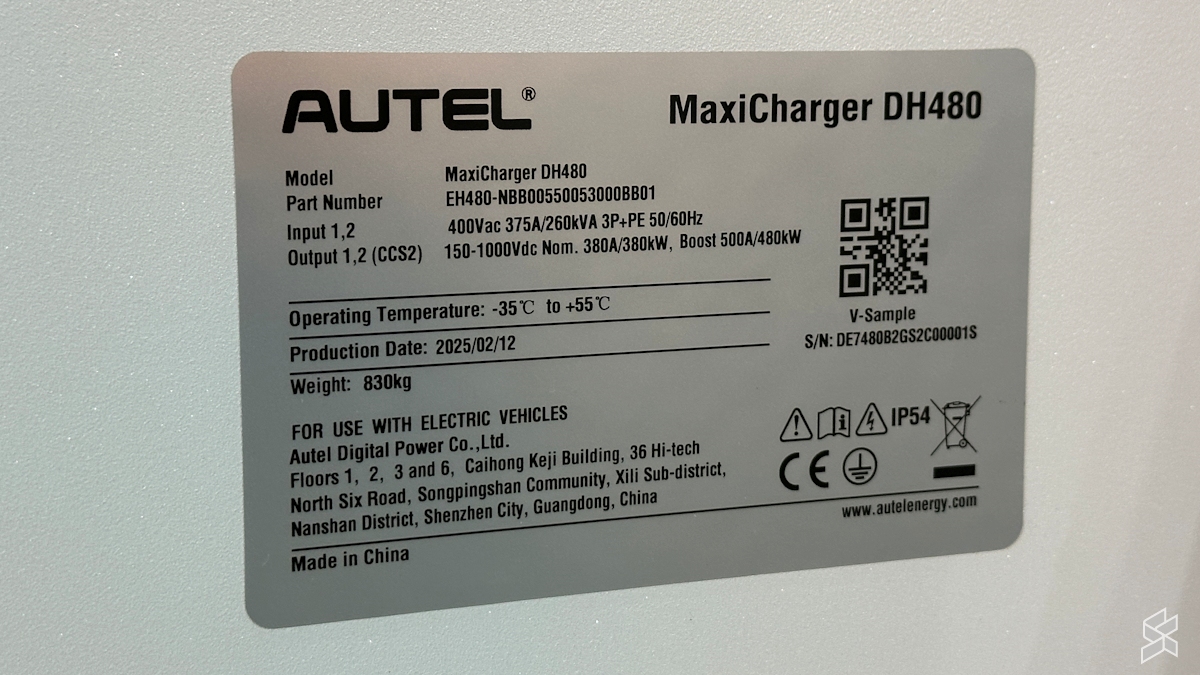 AUTEL®
MaxiCharger DH480
Model MaxiCharger DH480
Part Number EH480-NBB00550053000BB01
Input 1,2 400Vac 375A/260kVA 3P+PE 50/60Hz
Output 1,2 (CCS2) 150-1000Vdc Nom. 380A/380kW, Boost 500A/480kW
Operating Temperature: -35℃ to +55℃
Production Date: 2025/02/12
Weight: 830kg
V-Sample
S/N: DE7480B2GS2C00001S
FOR USE WITH ELECTRIC VEHICLES
Autel Digital Power Co.,Ltd.
Floors 1, 2, 3 and 6, Caihong Keji Building, 36 Hi-tech
North Six Road, Songpingshan Community, Xili Sub-district,
Nanshan District, Shenzhen City, Guangdong, China
IP54
CE
www.autelenergy.com
Made in China